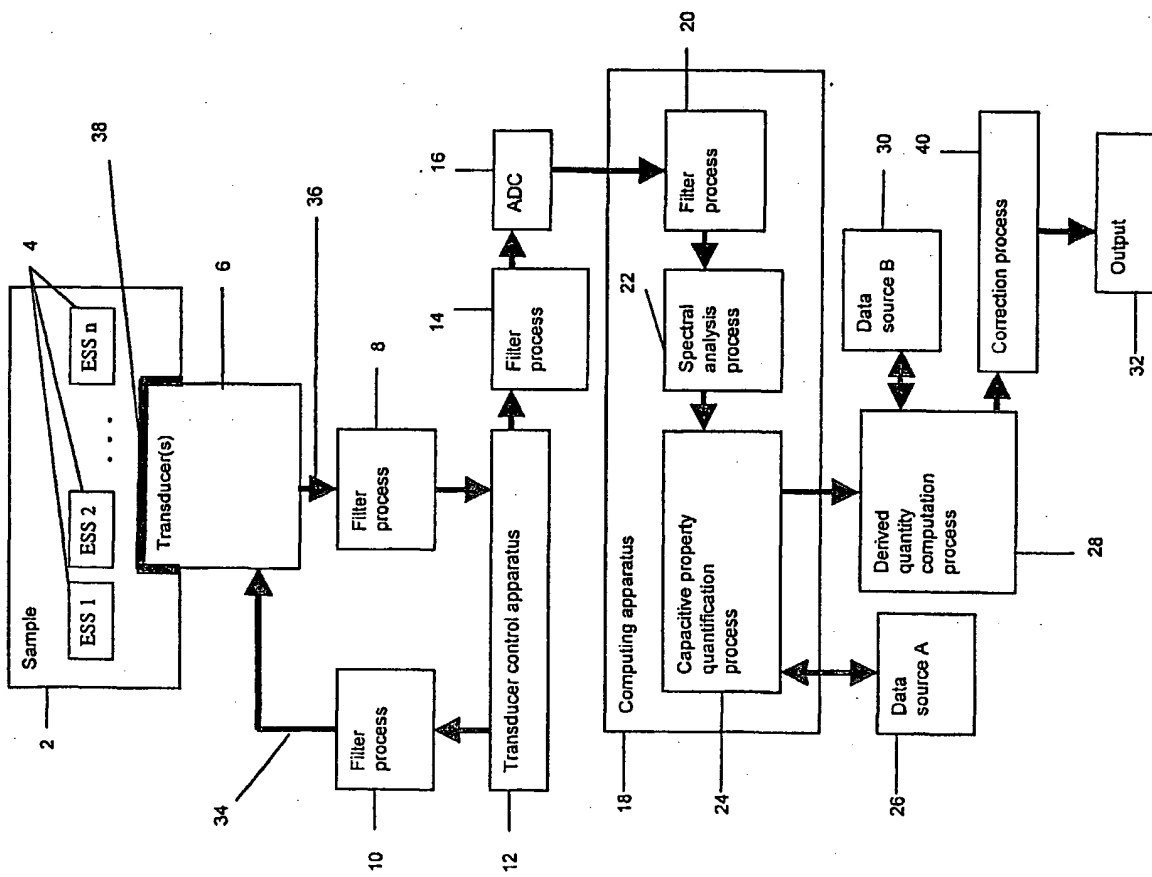 38
4
Sample
ESS 1
ESS 2
. . .
ESS n
2
Transducer(s)
6
36
34
Filter
process
10
Filter
process
8
Transducer control apparatus
12
Filter
process
14
ADC
16
Computing apparatus
18
Filter
process
20
Spectral
analysis
process
22
Capacitive property
quantification
process
24
Data
source A
26
Derived
quantity
computation
process
28
Data
source B
30
Correction process
40
Output
32